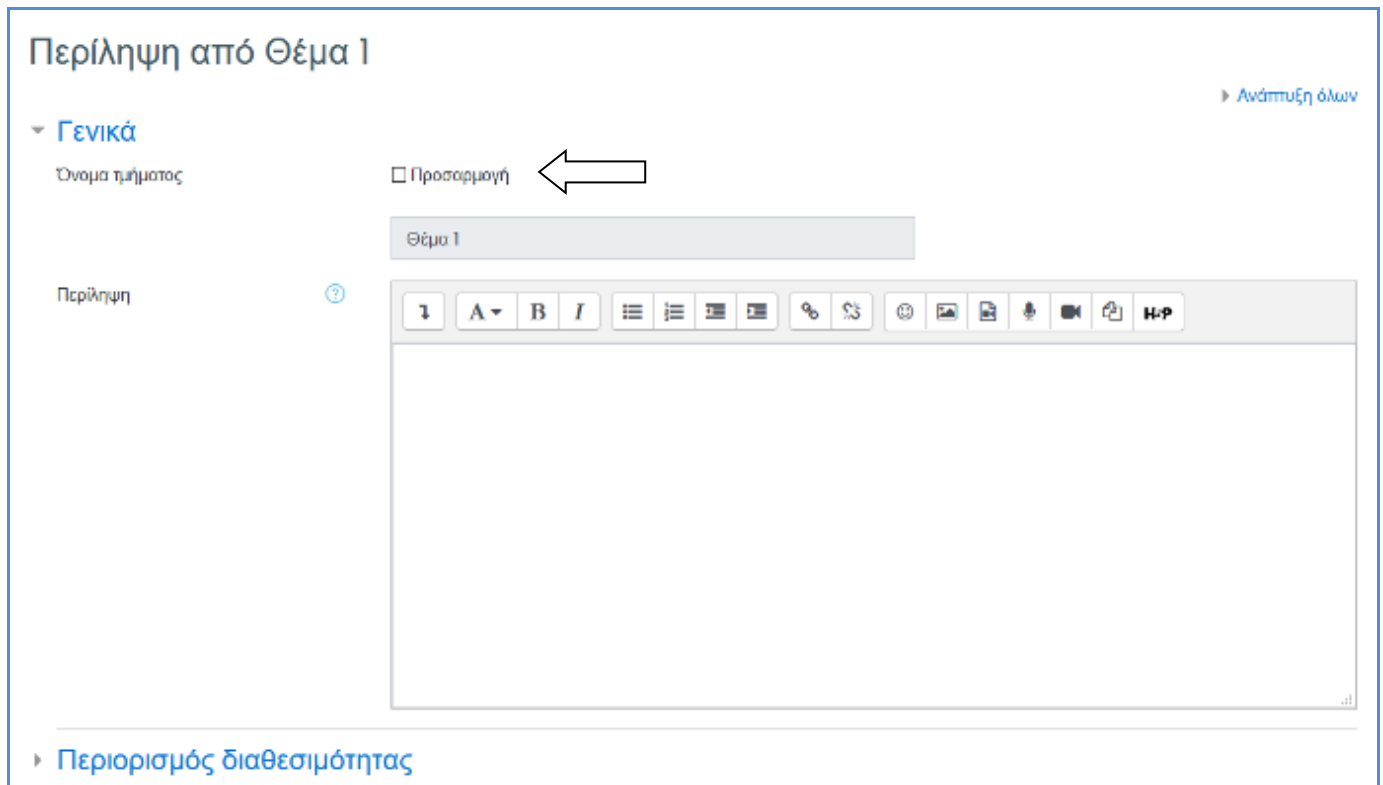 Περίληψη από Θέμα 1
Ανάπτυξη όλων
Γενικά
Όνομα τμήματος
Προσαρμογή
Θέμα 1
Περίληψη
A B I H-P
Περιορισμός διαθεσιμότητας